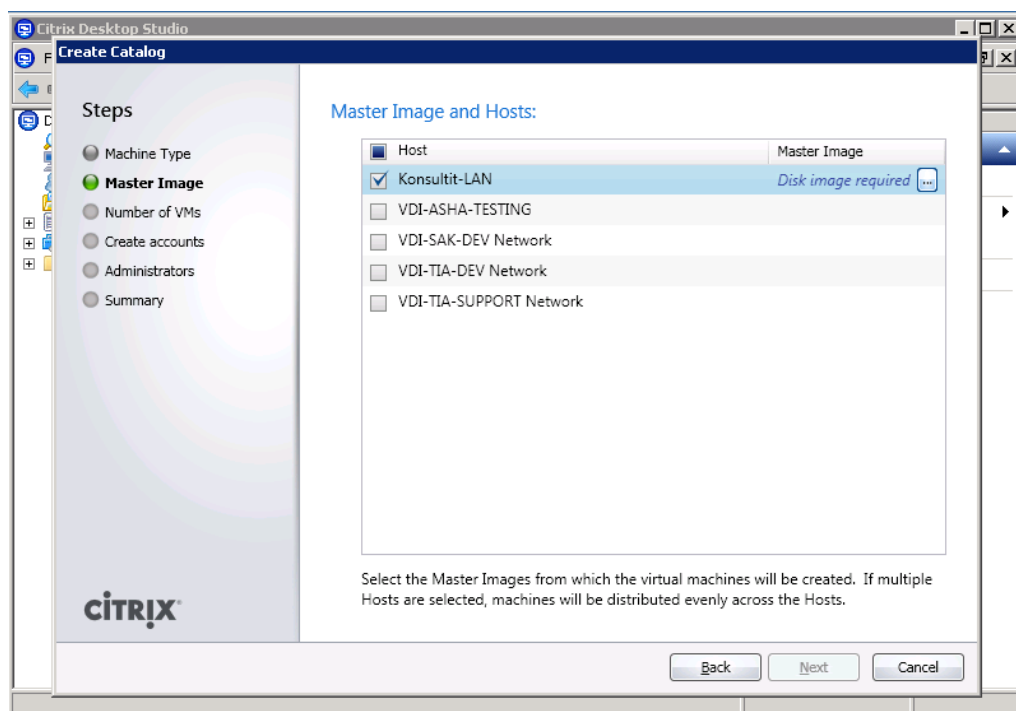 Citrix Desktop Studio
Create Catalog
Steps
Machine Type
Master Image
Number of VMs
Create accounts
Administrators
Summary
CITRIX
Master Image and Hosts:
Host Master Image
Konsultit-LAN Disk image required ...
VDI-ASHA-TESTING
VDI-SAK-DEV Network
VDI-TIA-DEV Network
VDI-TIA-SUPPORT Network
Select the Master Images from which the virtual machines will be created. If multiple
Hosts are selected, machines will be distributed evenly across the Hosts.
Back Next Cancel